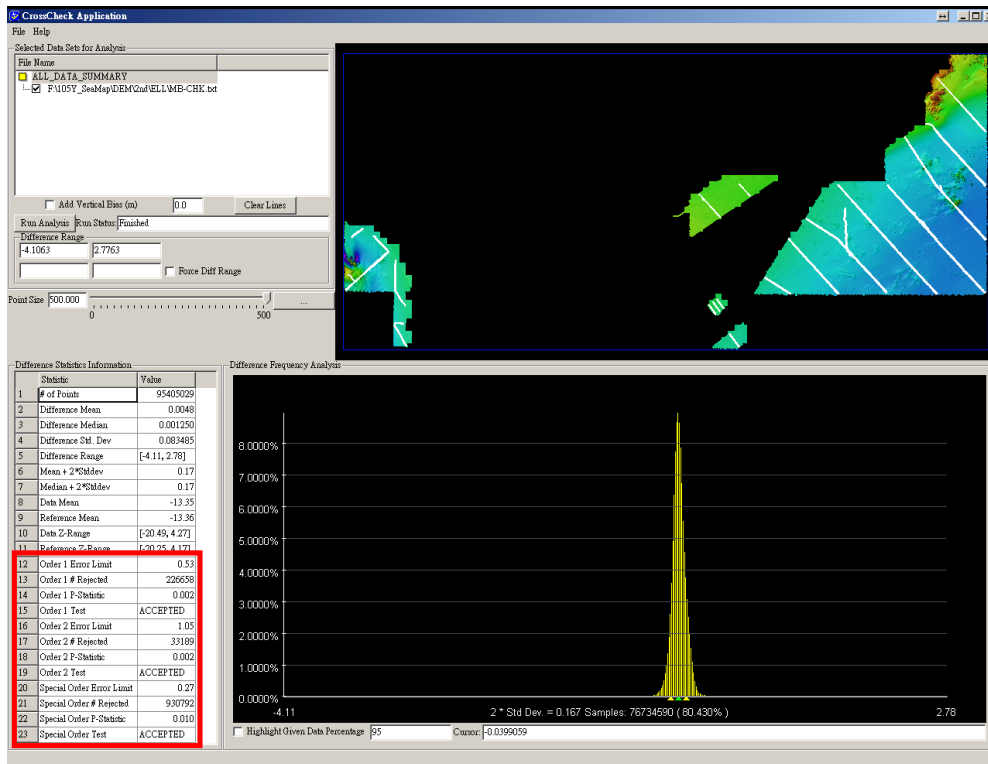 CrossCheck Application
File Help
Selected Data Sets for Analysis
File Name
ALL_DATA_SUMMARY
F:\105Y_SeaMap\DEM\2nd\ELL\MB-CHK.txt
Add Vertical Bias (m) 0.0 Clear Lines
Run Analysis Run Status: Finished
Difference Range
-4.1063 2.7763
Force Diff Range
Point Size 500.000 ...
0 500
Difference Statistics Information
Statistic Value
1 # of Points 95405029
2 Difference Mean 0.0048
3 Difference Median 0.001250
4 Difference Std. Dev 0.083485
5 Difference Range [-4.11, 2.78]
6 Mean + 2*Stddev 0.17
7 Median + 2*Stddev 0.17
8 Data Mean -13.35
9 Reference Mean -13.36
10 Data Z-Range [-20.49, 4.27]
11 Reference Z-Range [-20.25, 4.17]
12 Order 1 Error Limit 0.53
13 Order 1 # Rejected 226658
14 Order 1 P-Statistic 0.002
15 Order 1 Test ACCEPTED
16 Order 2 Error Limit 1.05
17 Order 2 # Rejected 33189
18 Order 2 P-Statistic 0.002
19 Order 2 Test ACCEPTED
20 Special Order Error Limit 0.27
21 Special Order # Rejected 930792
22 Special Order P-Statistic 0.010
23 Special Order Test ACCEPTED
Difference Frequency Analysis
8.0000%
7.0000%
6.0000%
5.0000%
4.0000%
3.0000%
2.0000%
1.0000%
0.0000%
-4.11 2 * Std Dev. = 0.167 Samples: 76734590 ( 80.430% ) 2.78
Highlight Given Data Percentage 95 Cursor: -0.0399059